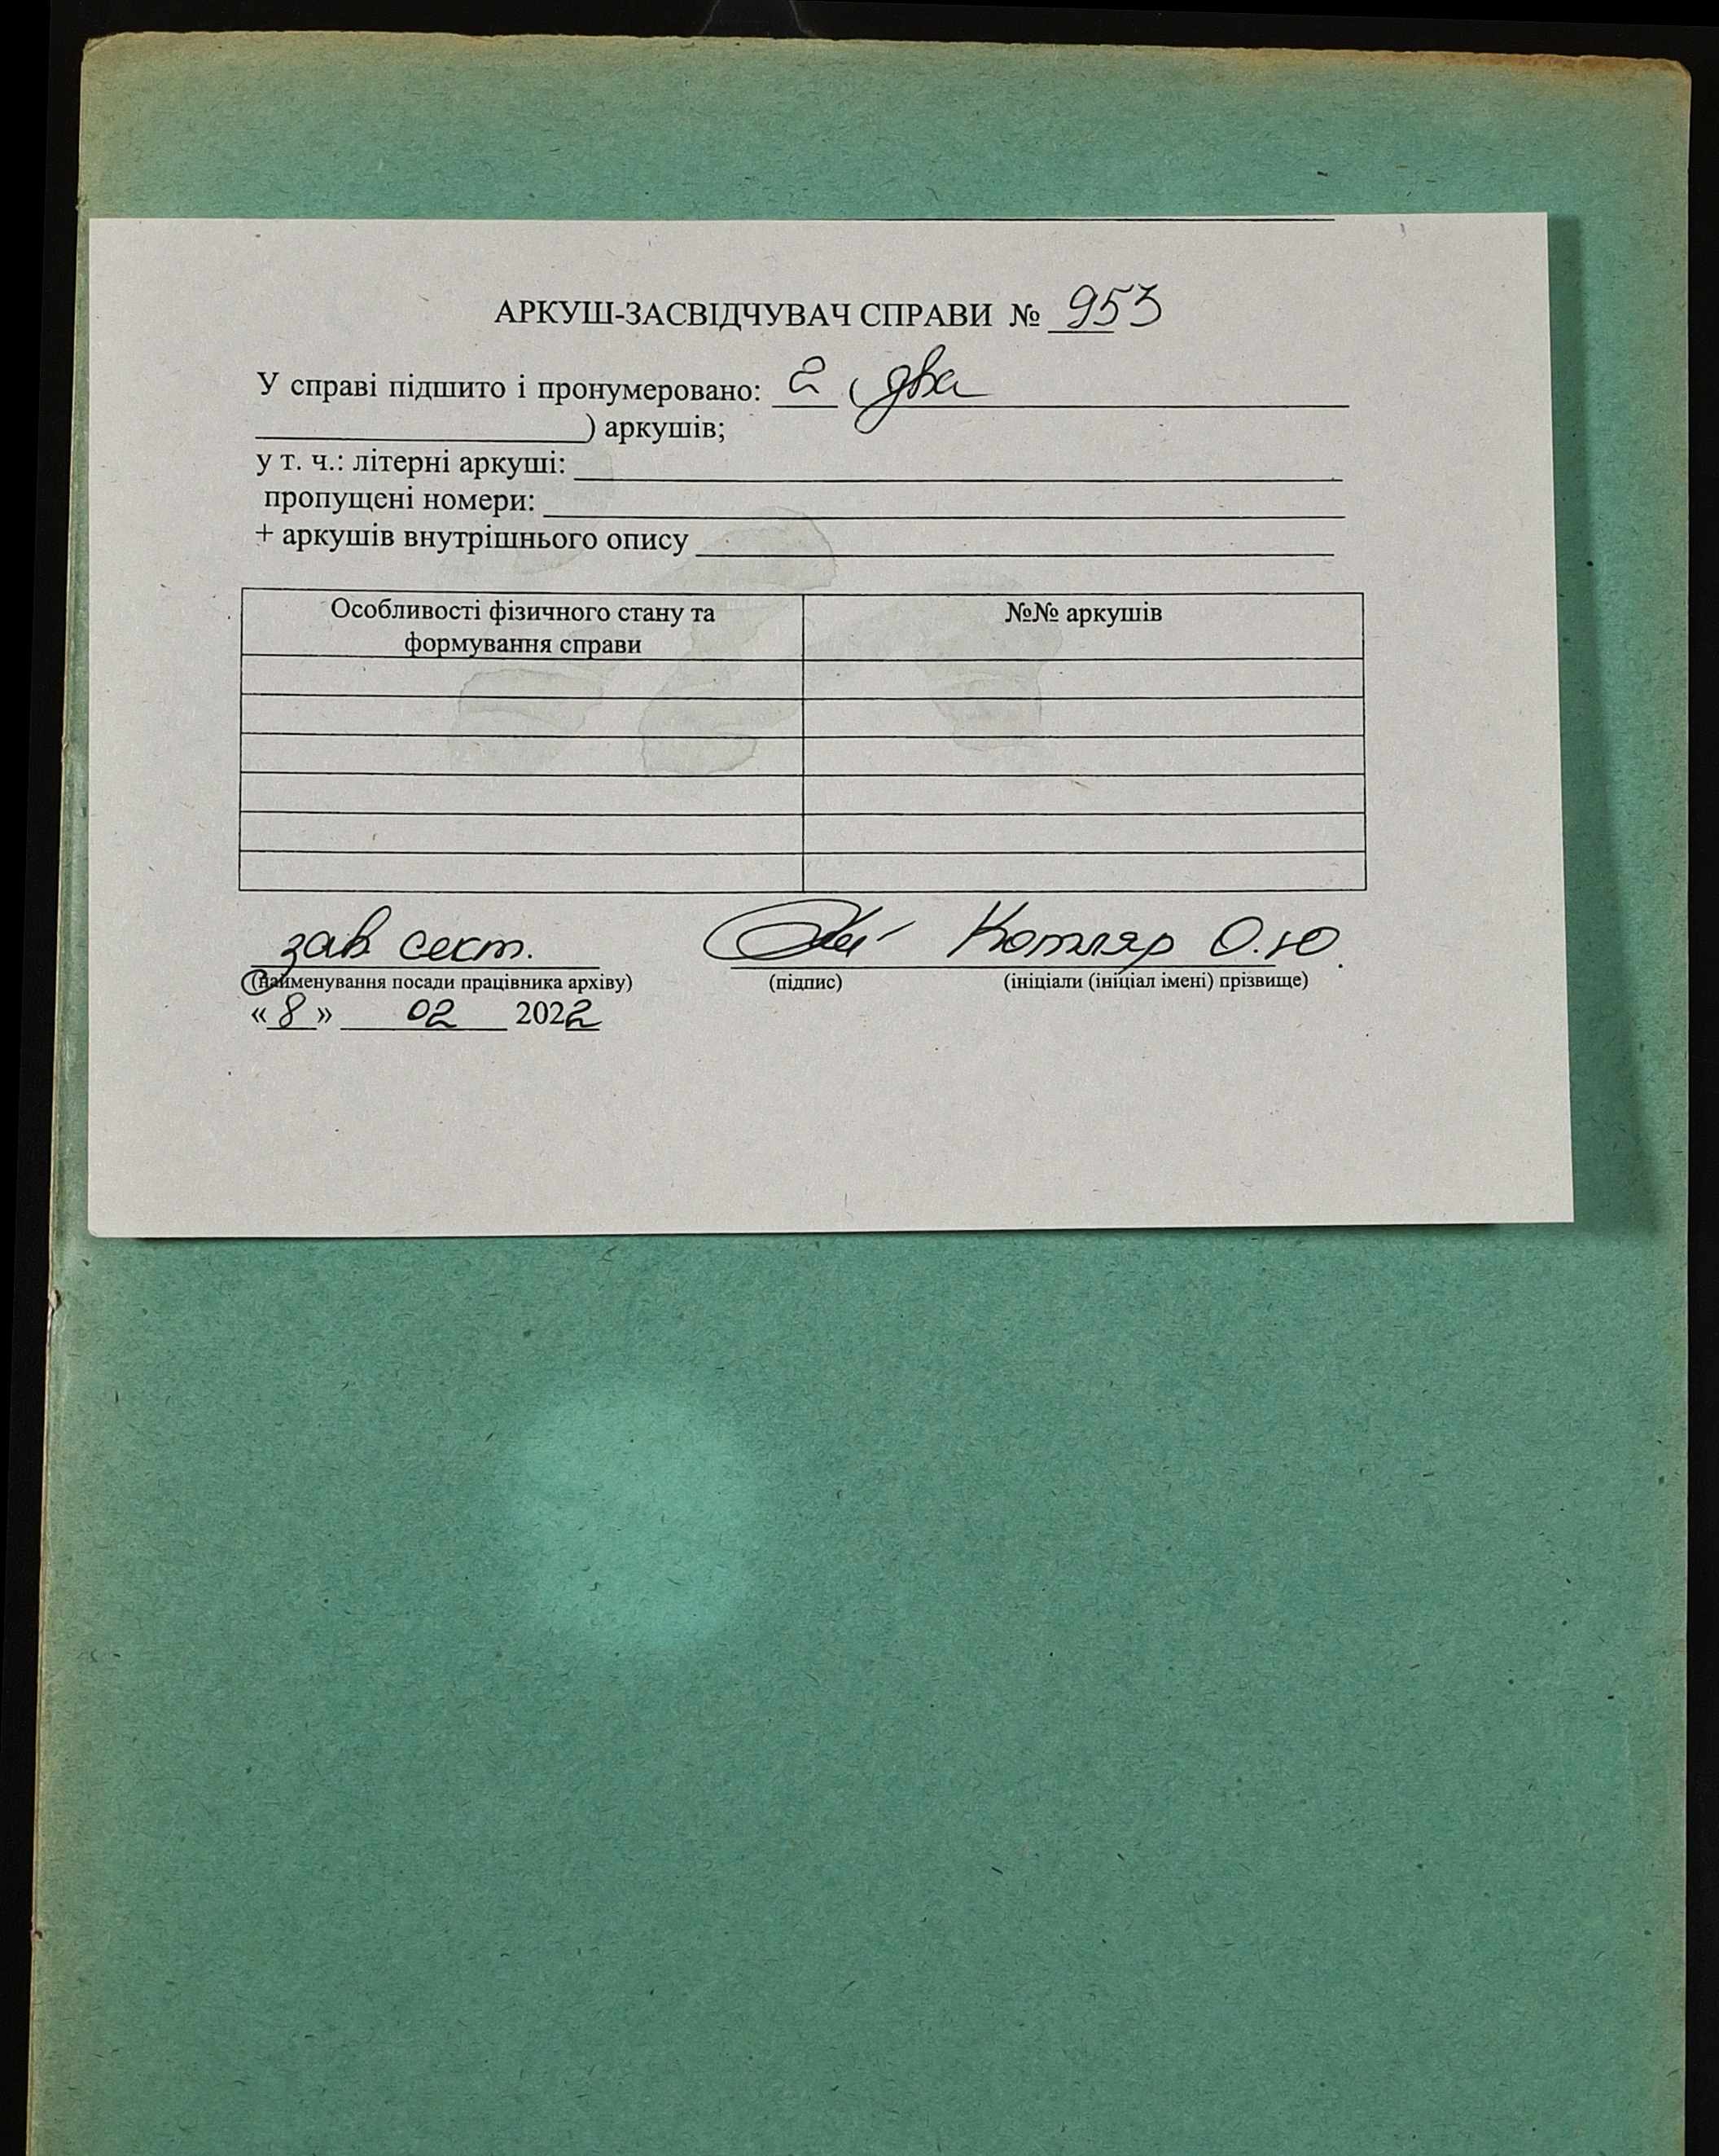 АРКУШ-ЗАСВІДЧУВАЧ СПРАВИ № 953
У справі підшито і пронумеровано: 2 ( два
) аркушів;
у т. ч.: літерні аркуші:
пропущені номери:
+ аркушів внутрішнього опису
Особливості фізичного стану та №№ аркушів
формування справи
зав сект. Котляр О.Ю.
(найменування посади працівника архіву) (підпис) (ініціали (ініціал імені) прізвище)
«8» 02 2022